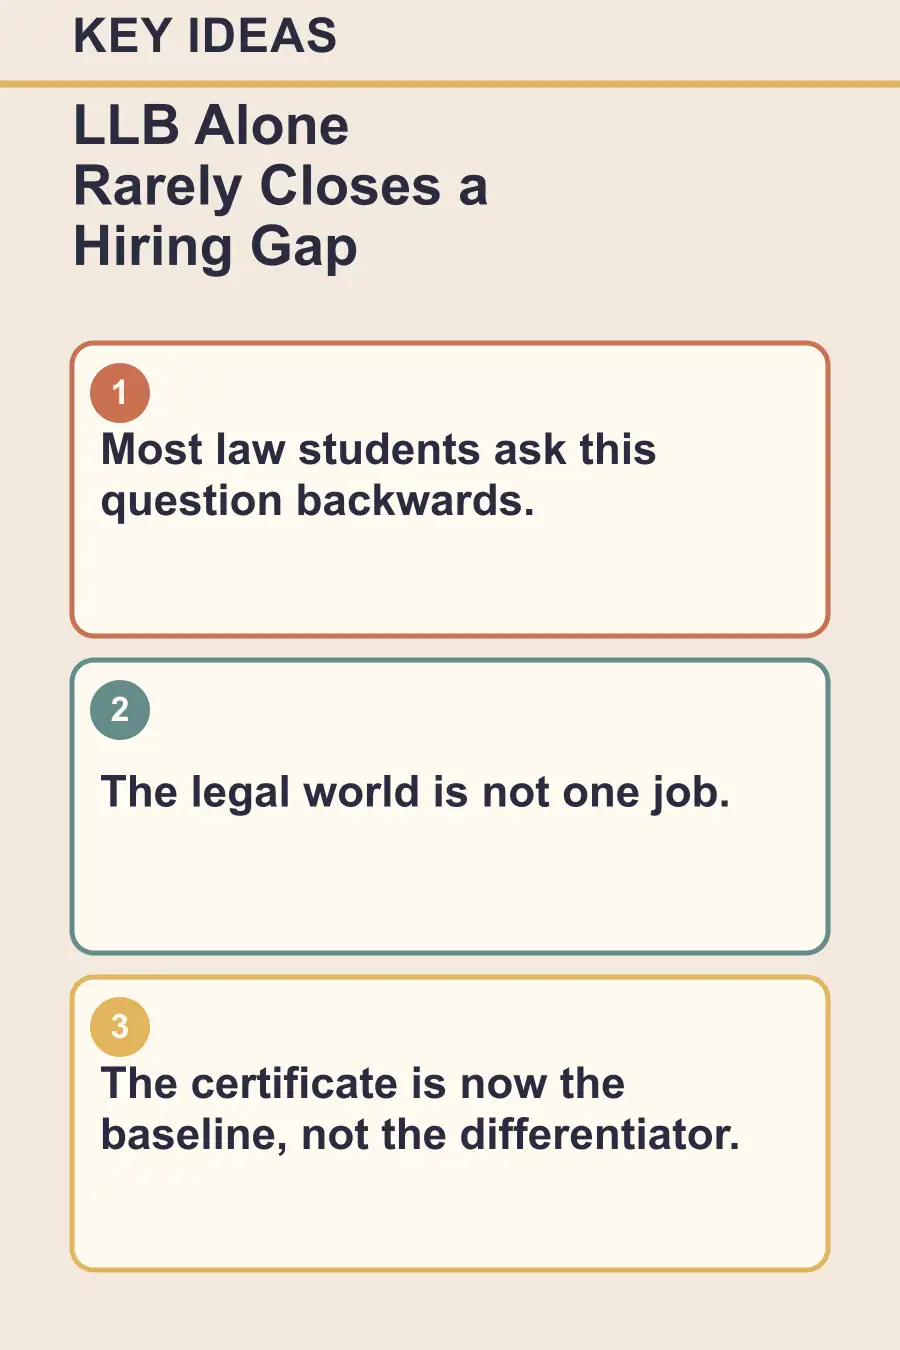 KEY IDEAS
LLB Alone
Rarely Closes a
Hiring Gap
1
Most law students ask this
question backwards.
2
The legal world is not one job.
3
The certificate is now the
baseline, not the differentiator.